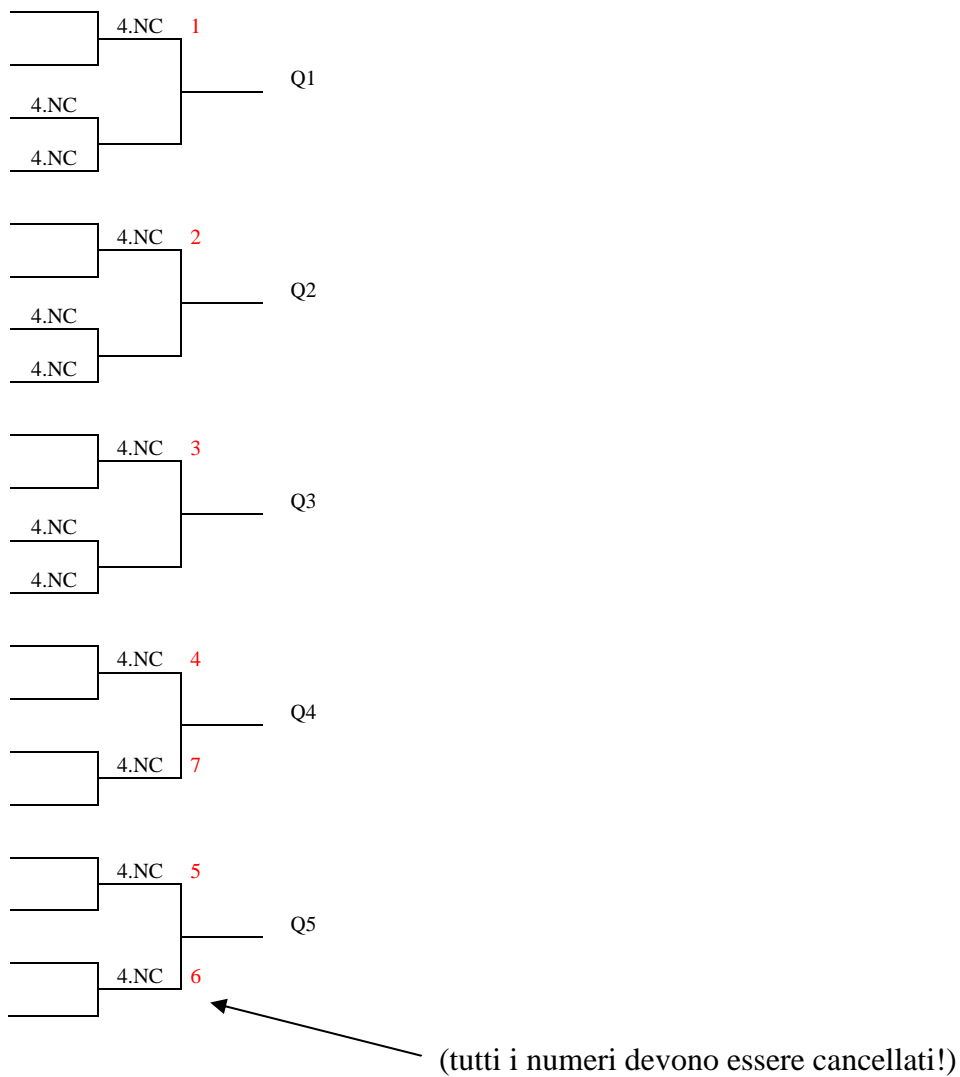 4.NC 1
Q1
4.NC
4.NC
4.NC 2
Q2
4.NC
4.NC
4.NC 3
Q3
4.NC
4.NC
4.NC 4
Q4
4.NC 7
4.NC 5
Q5
4.NC 6
(tutti i numeri devono essere cancellati!)